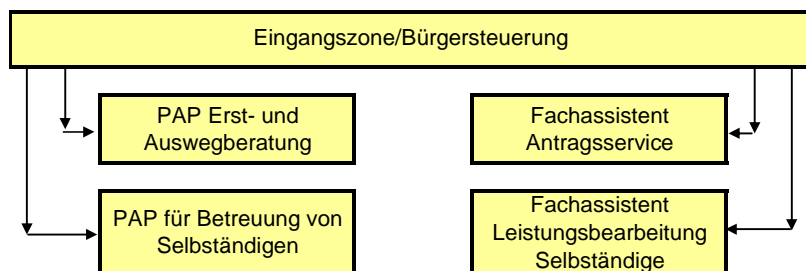 Eingangszone/Bürgersteuerung
PAP Erst- und
Auswegberatung
Fachassistent
Antragsservice
PAP für Betreuung von
Selbständigen
Fachassistent
Leistungsbearbeitung
Selbständige